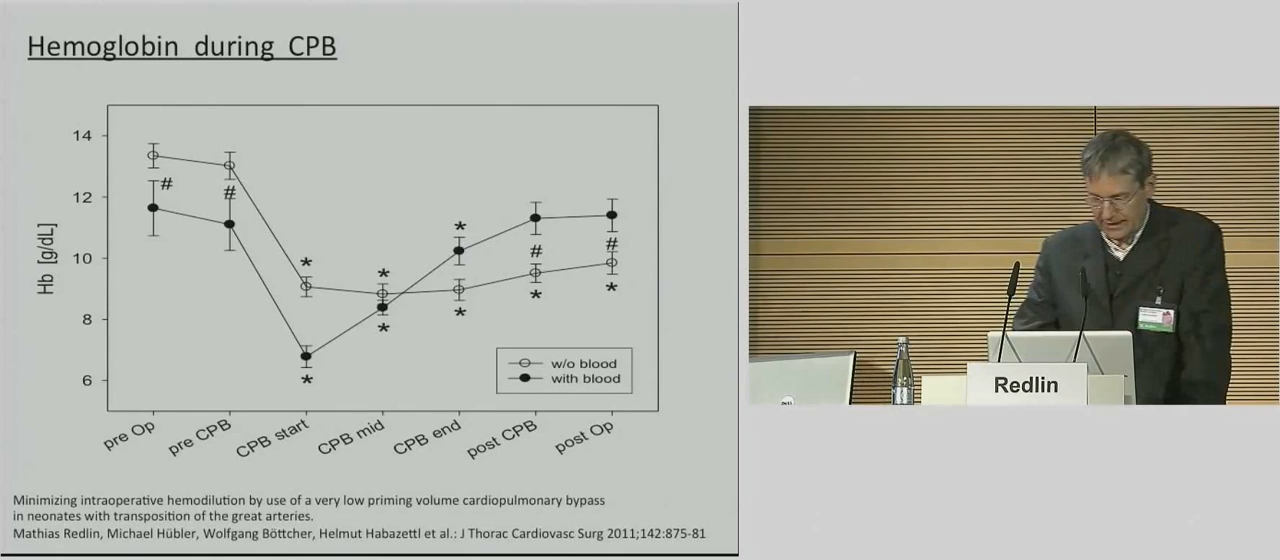 Hemoglobin during CPB
14
12
10
8
6
Hb [g/dL]
#
#
*
*
*
*
*
*
*
#
*
#
*
w/o blood
with blood
pre Op
pre CPB
CPB start
CPB mid
CPB end
post CPB
post Op
Minimizing intraoperative hemodilution by use of a very low priming volume cardiopulmonary bypass
in neonates with transposition of the great arteries.
Mathias Redlin, Michael Hübler, Wolfgang Böttcher, Helmut Habazettl et al.: J Thorac Cardiovasc Surg 2011;142:875-81
Redlin